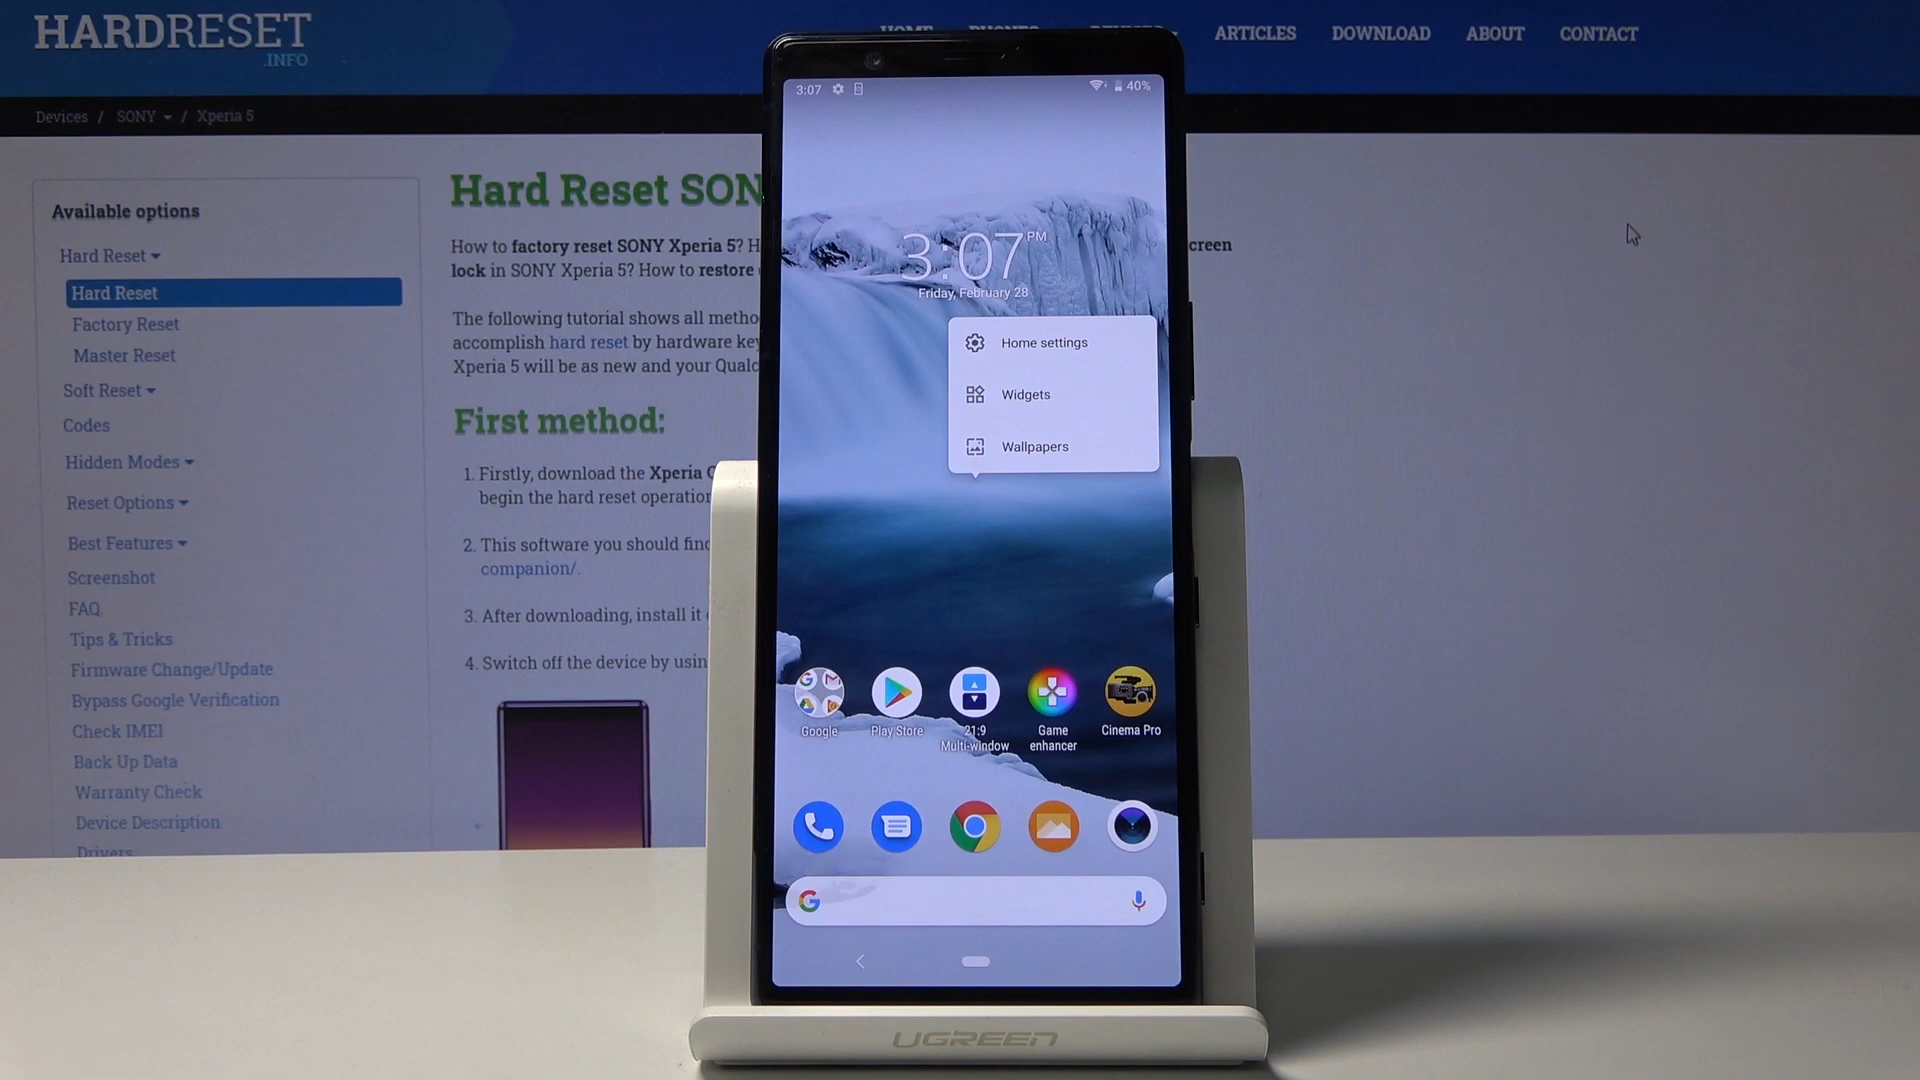 HARDRESET
.INFO
ARTICLES
DOWNLOAD
ABOUT
CONTACT
Devices / SONY / Xperia 5
Available options
Hard Reset
Hard Reset
Factory Reset
Master Reset
Soft Reset
Codes
Hidden Modes
Reset Options
Best Features
Screenshot
FAQ
Tips & Tricks
Firmware Change/Update
Bypass Google Verification
Check IMEI
Back Up Data
Warranty Check
Device Description
Drivers
Hard Reset SON
How to factory reset SONY Xperia 5? H
creen
lock in SONY Xperia 5? How to restore
The following tutorial shows all metho
accomplish hard reset by hardware key
Xperia 5 will be as new and your Qualc
First method:
1. Firstly, download the Xperia C
begin the hard reset operation
2. This software you should find
companion/.
3. After downloading, install it
4. Switch off the device by usin
3:07
40%
3:07 PM
Friday, February 28
Home settings
Widgets
Wallpapers
Google
Play Store
21:9
Multi-window
Game
enhancer
Cinema Pro
UGREEN